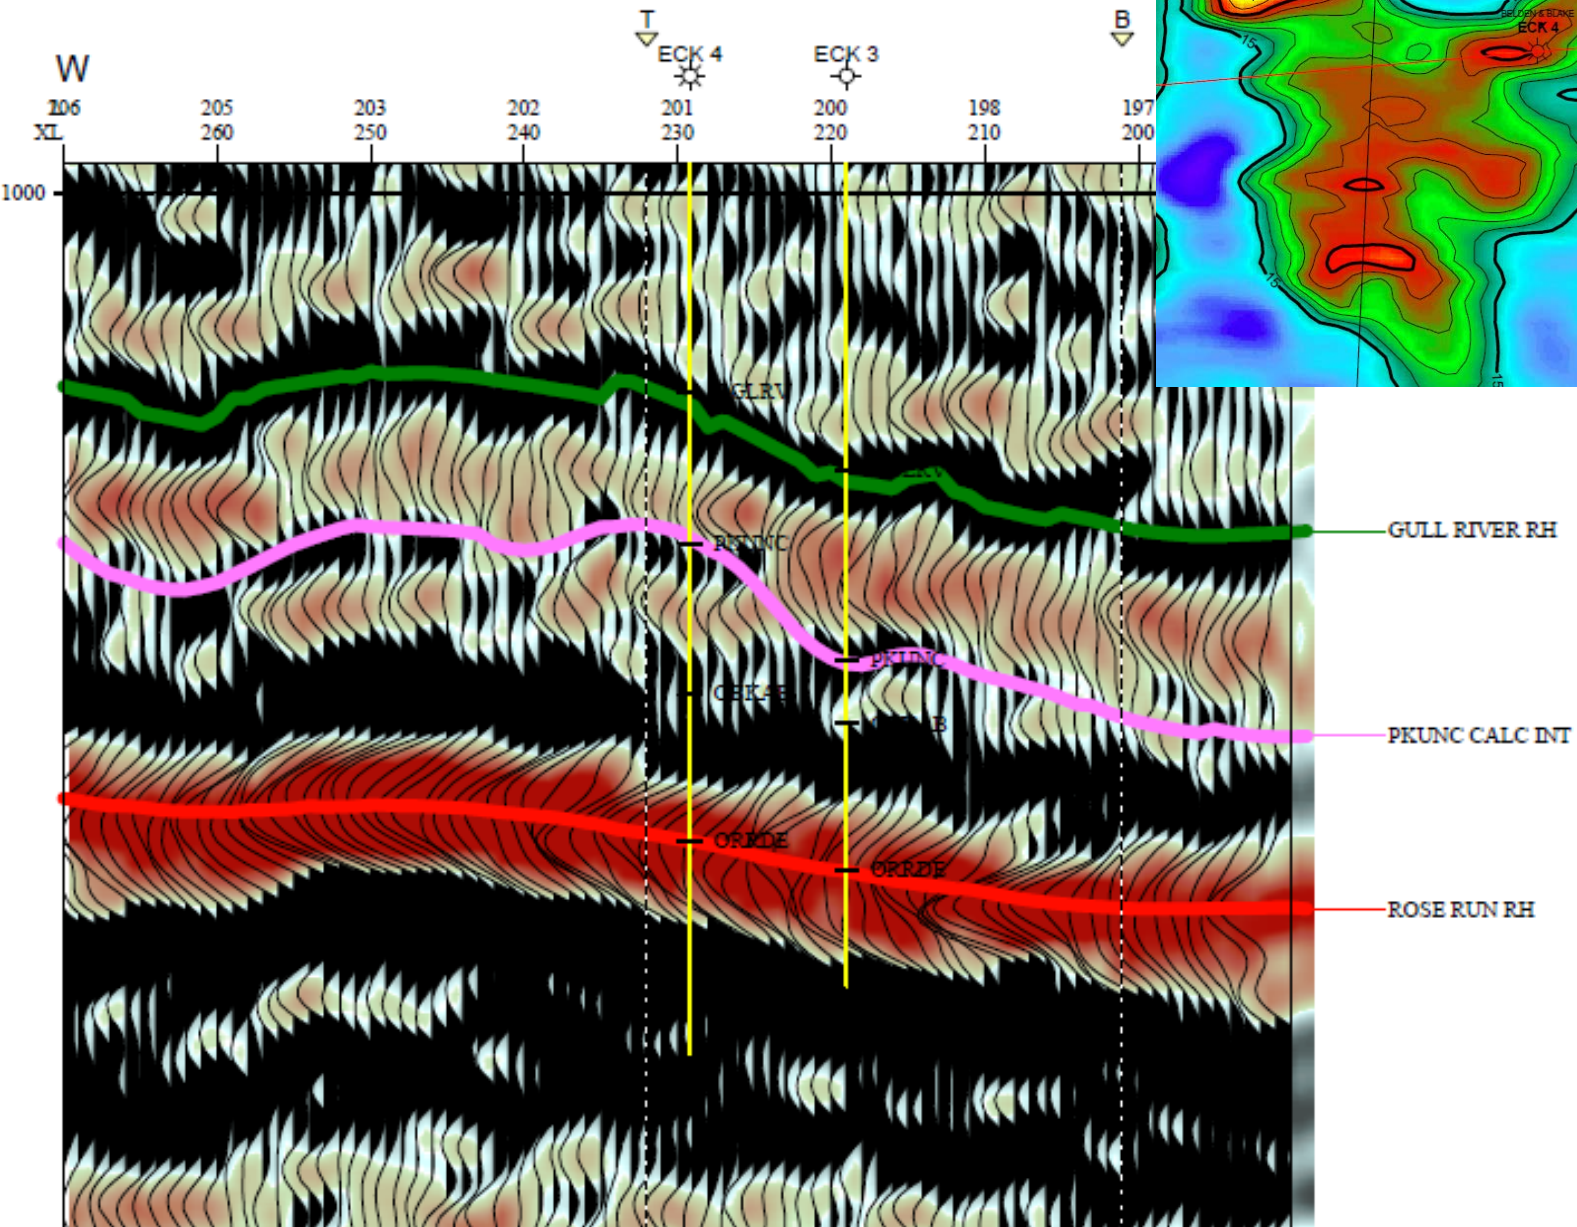 T
B
BELDEN & BLAKE
ECK 4
ECK 4
ECK 3
W
206 205 203 202 201 200 198 197
XL 260 250 240 230 220 210 200
15
15
15
1000
GULL RIVER RH
PKUNC
PKUNC
PKUNC CALC INT
ORRDE
ORRDE
ROSE RUN RH